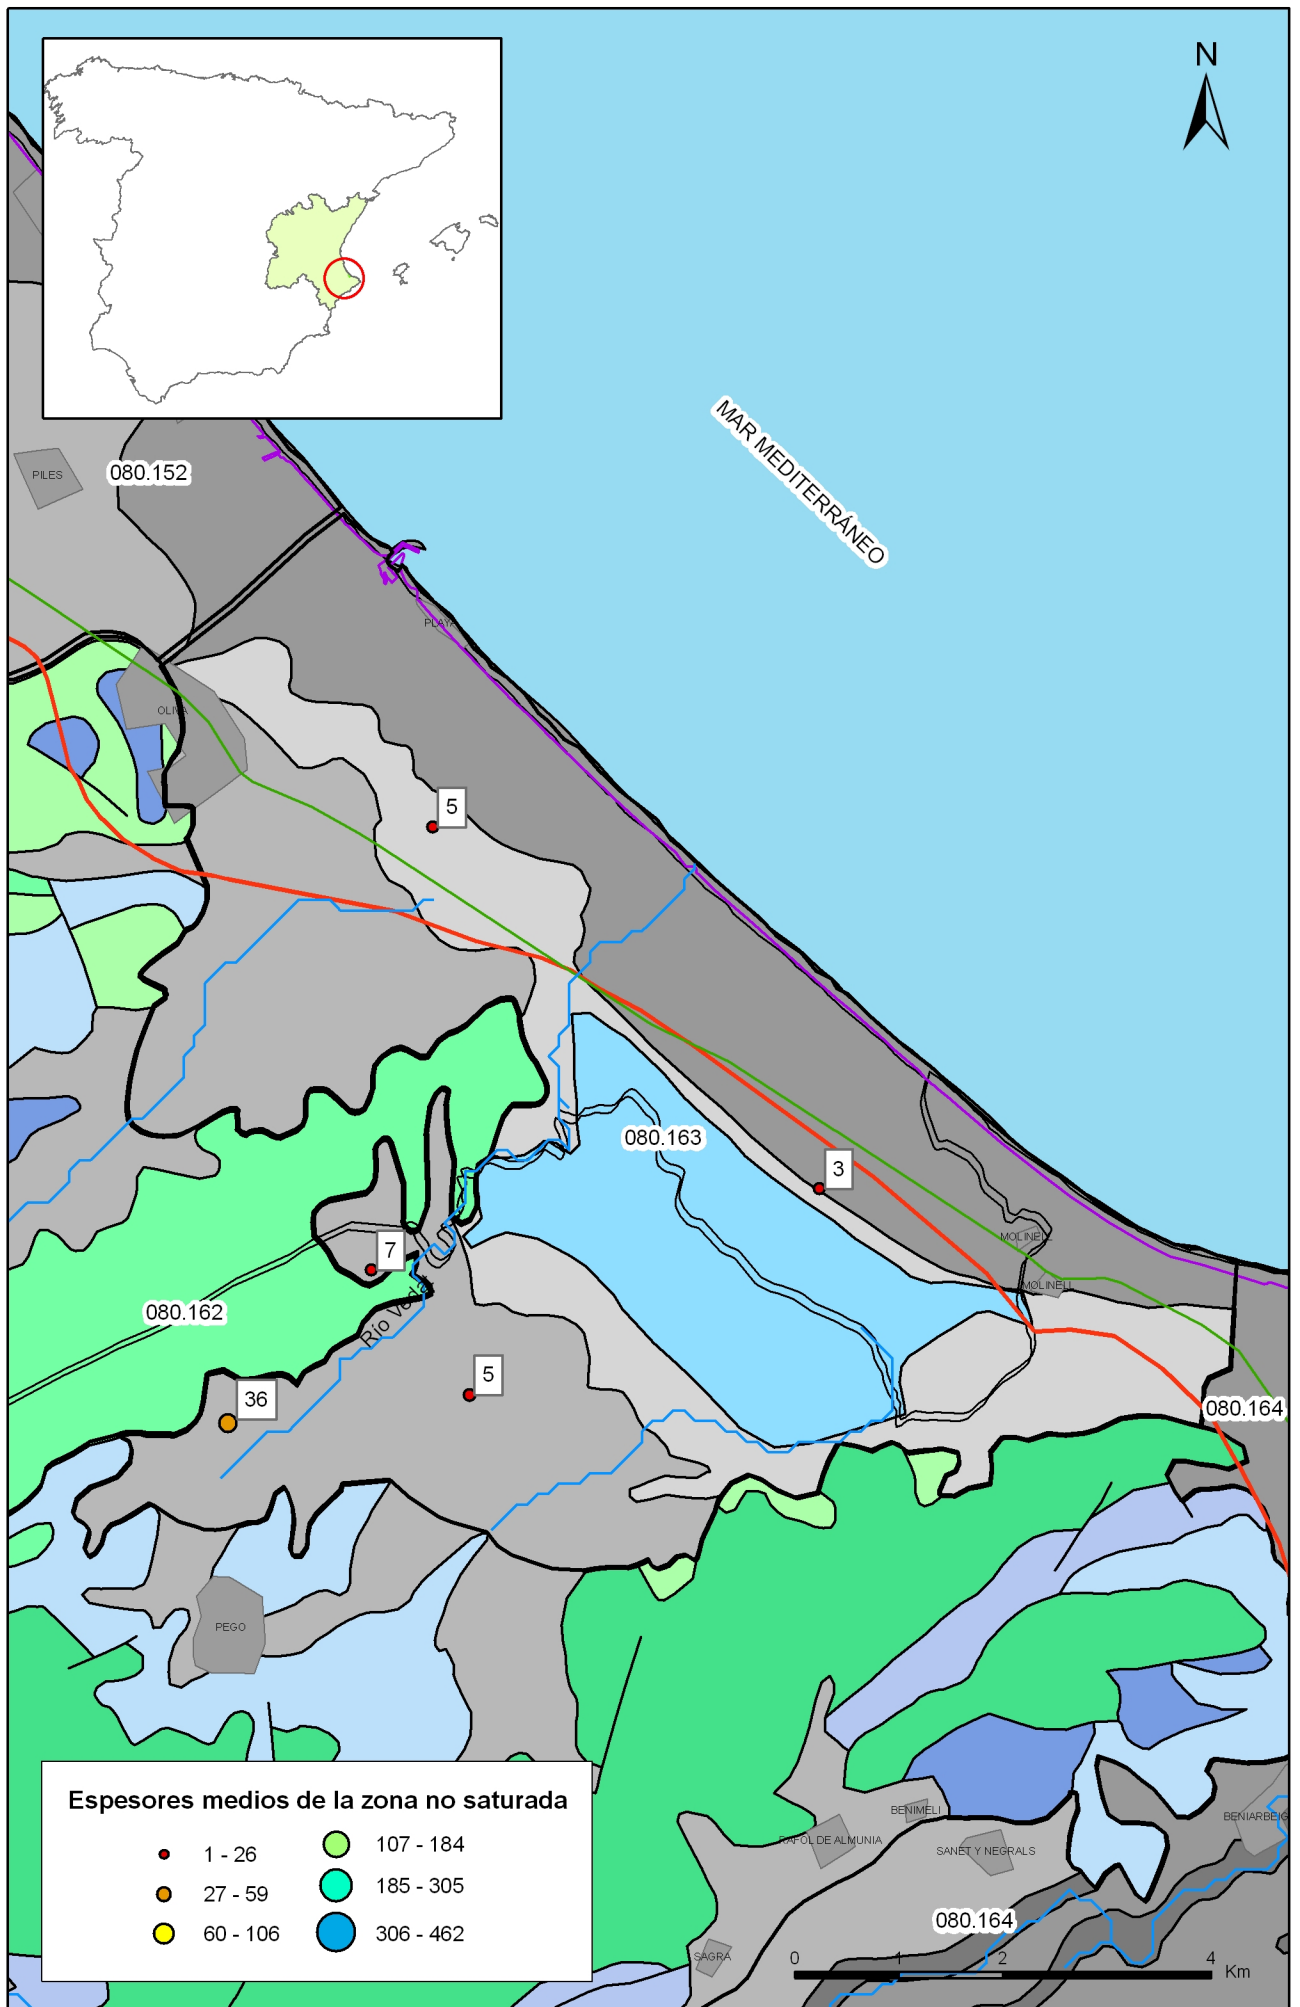 N
MAR MEDITERRÁNEO
PILES
080.152
PLAYA
OLIVA
5
080.163
3
MOLINELL
MOLINELL
7
080.162
Río Vedat
5
36
080.164
PEGO
BENIMELI
RAFOL DE ALMUNIA
SANET Y NEGRALS
BENIARBEIG
080.164
SAGRA
0 1 2 4 Km
Espesores medios de la zona no saturada
1 - 26
27 - 59
60 - 106
107 - 184
185 - 305
306 - 462